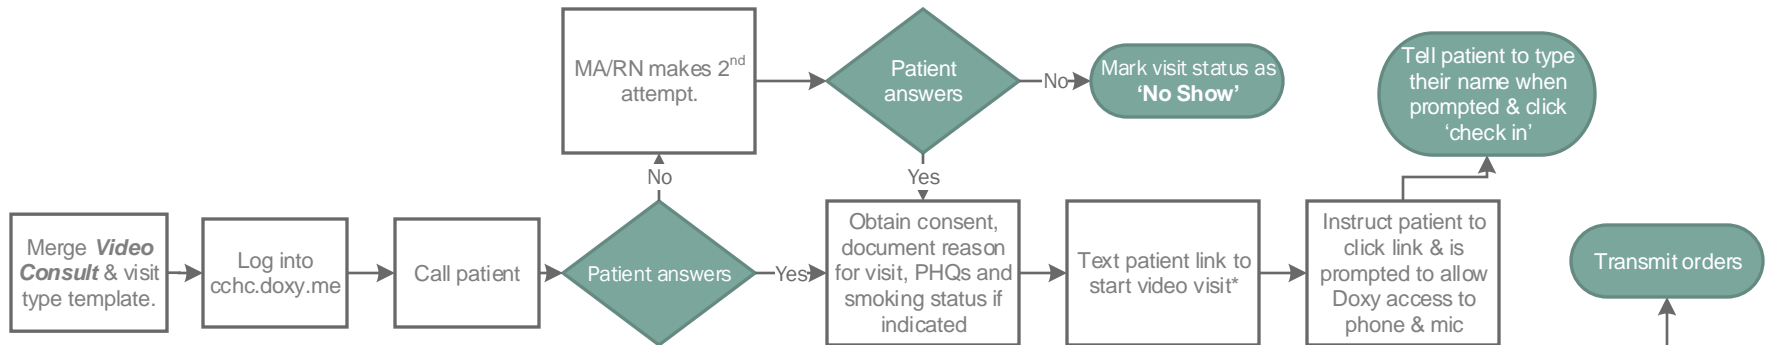 Merge Video
Consult & visit
type template.
Log into
cchc.doxy.me
Call patient
Patient answers
No
MA/RN makes 2nd
attempt.
Patient
answers
No
Mark visit status as
‘No Show’
Yes
Yes
Obtain consent,
document reason
for visit, PHQs and
smoking status if
indicated
Text patient link to
start video visit*
Instruct patient to
click link & is
prompted to allow
Doxy access to
phone & mic
Tell patient to type
their name when
prompted & click
‘check in’
Transmit orders